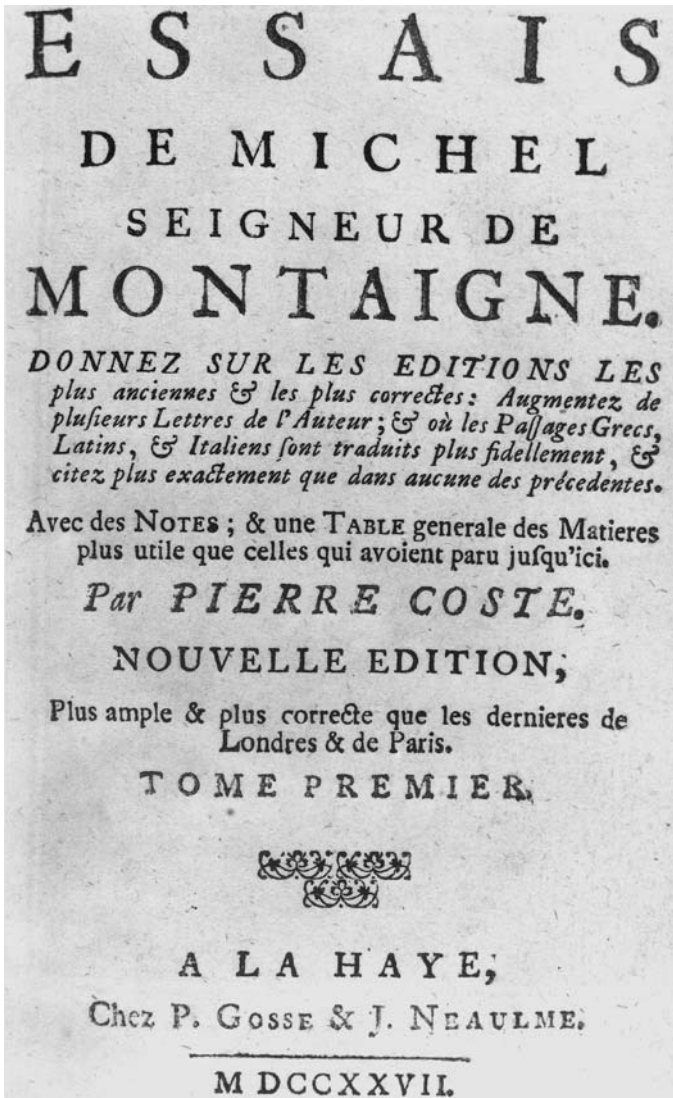 ESSAIS
DE MICHEL
SEIGNEUR DE
MONTAIGNE.
DONNEZ SUR LES EDITIONS LES
plus anciennes & les plus correctes: Augmentez de
pluſieurs Lettres de l'Auteur; & où les Paſſages Grecs,
Latins, & Italiens ſont traduits plus fidellement, &
citez plus exactement que dans aucune des précedentes.
Avec des NOTES; & une TABLE generale des Matieres
plus utile que celles qui avoient paru juſqu'ici.
Par PIERRE COSTE.
NOUVELLE EDITION,
Plus ample & plus correcte que les dernieres de
Londres & de Paris.
TOME PREMIER.
A LA HAYE,
Chez P. GOSSE & J. NEAULME.
M DCCXXVII.